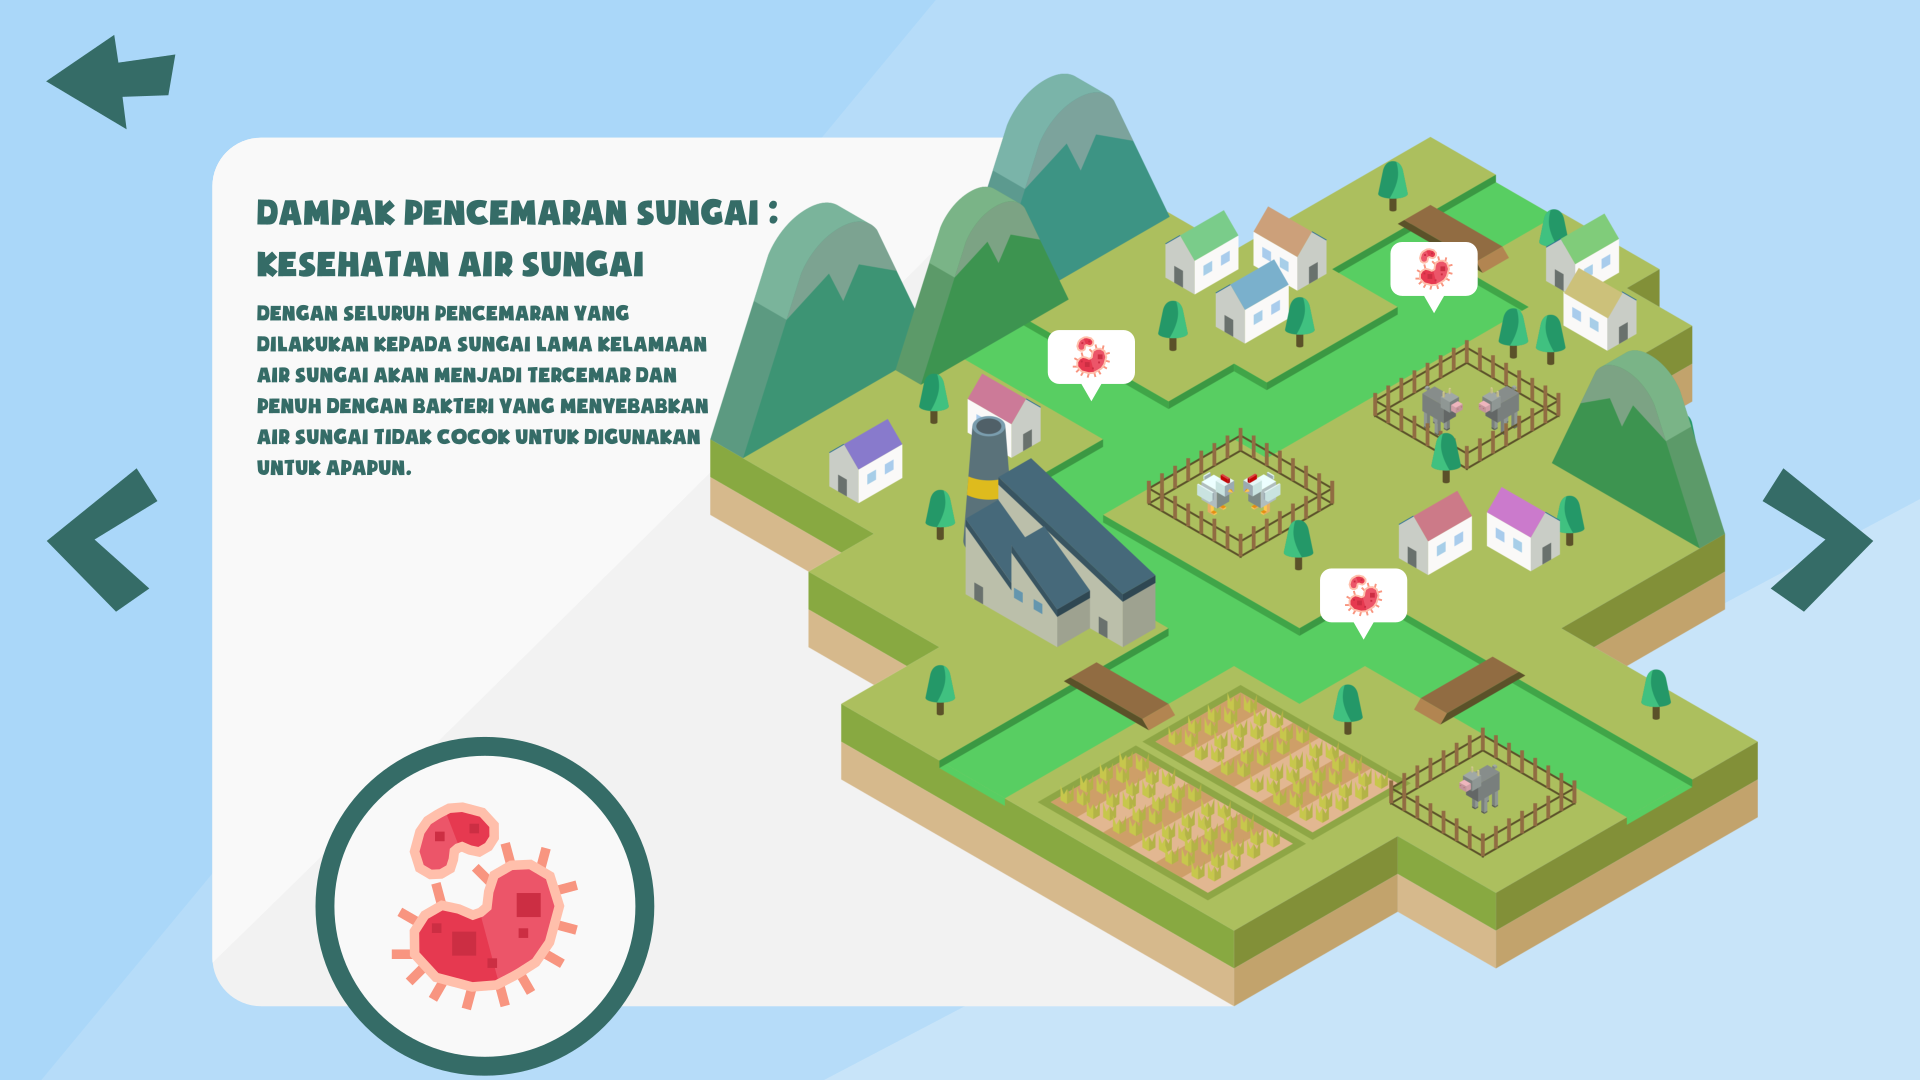 DAMPAK PENCEMARAN SUNGAI :
KESEHATAN AIR SUNGAI
DENGAN SELURUH PENCEMARAN YANG
DILAKUKAN KEPADA SUNGAI LAMA KELAMAAN
AIR SUNGAI AKAN MENJADI TERCEMAR DAN
PENUH DENGAN BAKTERI YANG MENYEBABKAN
AIR SUNGAI TIDAK COCOK UNTUK DIGUNAKAN
UNTUK APAPUN.